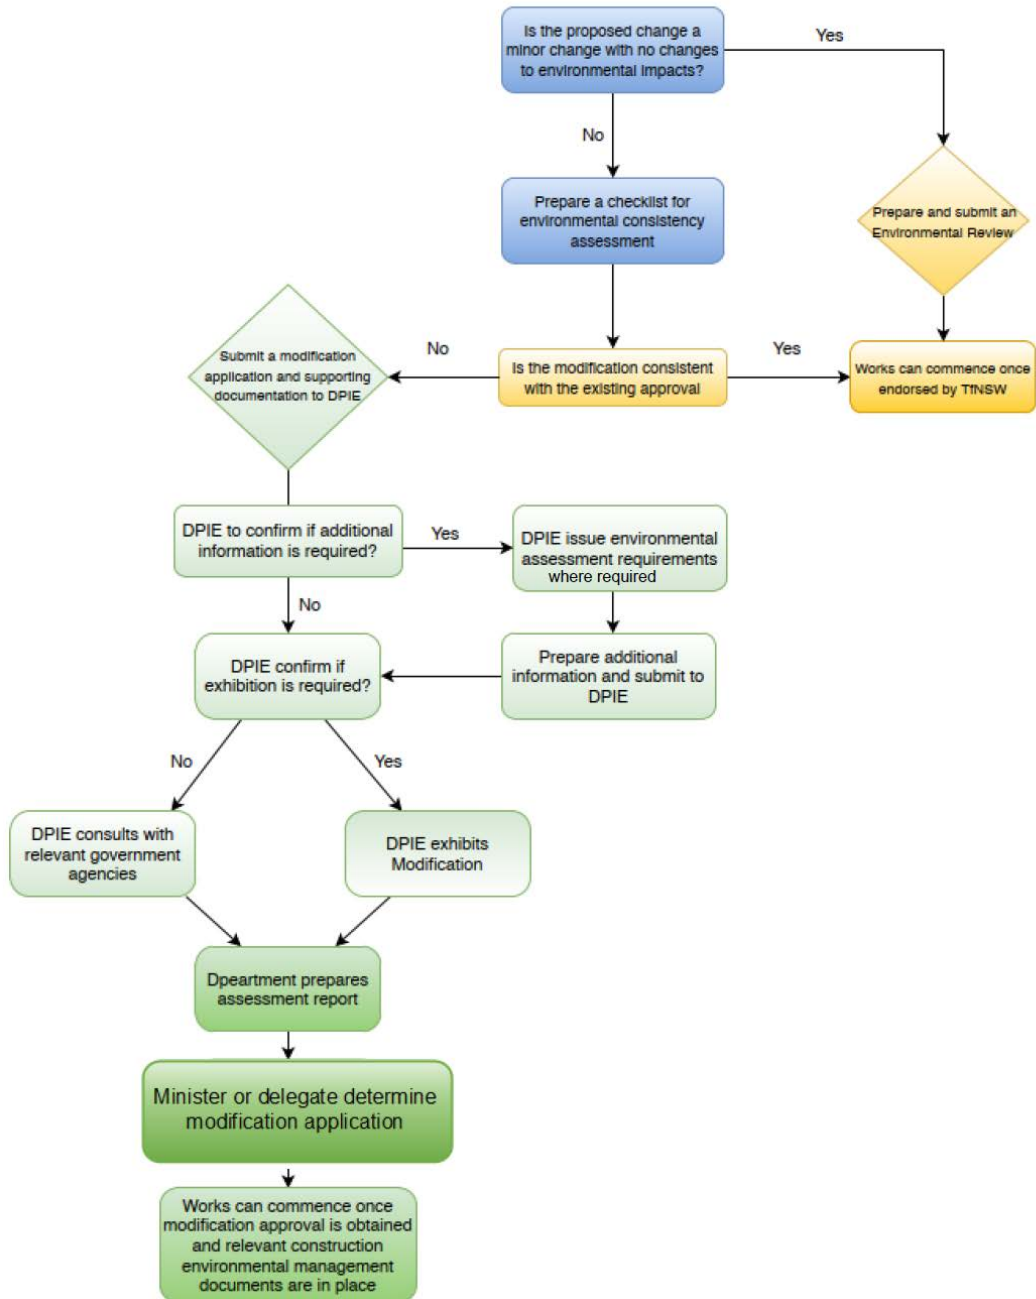 Is the proposed change a
minor change with no changes
to environmental impacts?
Yes
No
Prepare a checklist for
environmental consistency
assessment
Prepare and submit an
Environmental Review
Submit a modification
application and supporting
documentation to DPIE
No
Is the modification consistent
with the existing approval
Yes
Works can commence once
endorsed by TfNSW
DPIE to confirm if additional
information is required?
Yes
DPIE issue environmental
assessment requirements
where required
No
DPIE confirm if
exhibition is required?
Prepare additional
information and submit to
DPIE
No
Yes
DPIE consults with
relevant government
agencies
DPIE exhibits
Modification
Dpeartment prepares
assessment report
Minister or delegate determine
modification application
Works can commence once
modification approval is obtained
and relevant construction
environmental management
documents are in place